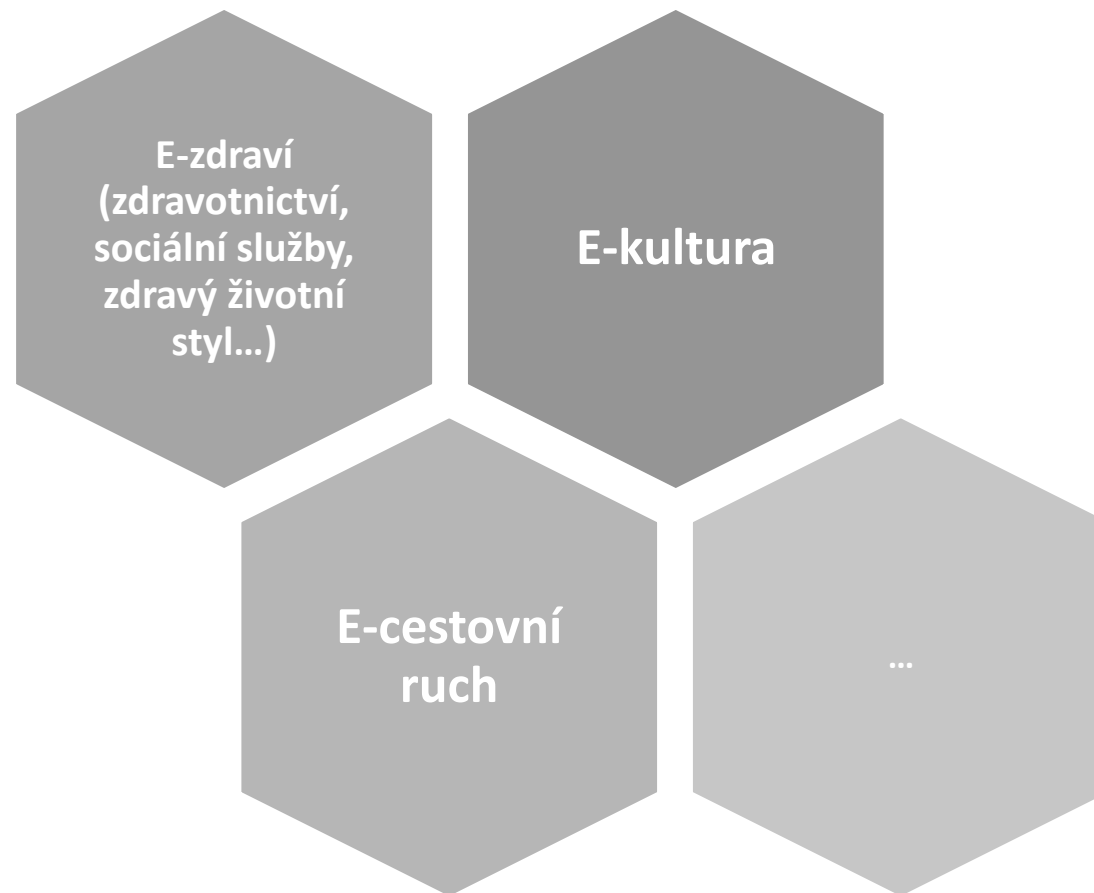 E-zdraví
(zdravotnictví,
sociální služby,
zdravý životní
styl…)
E-kultura
E-cestovní
ruch
…